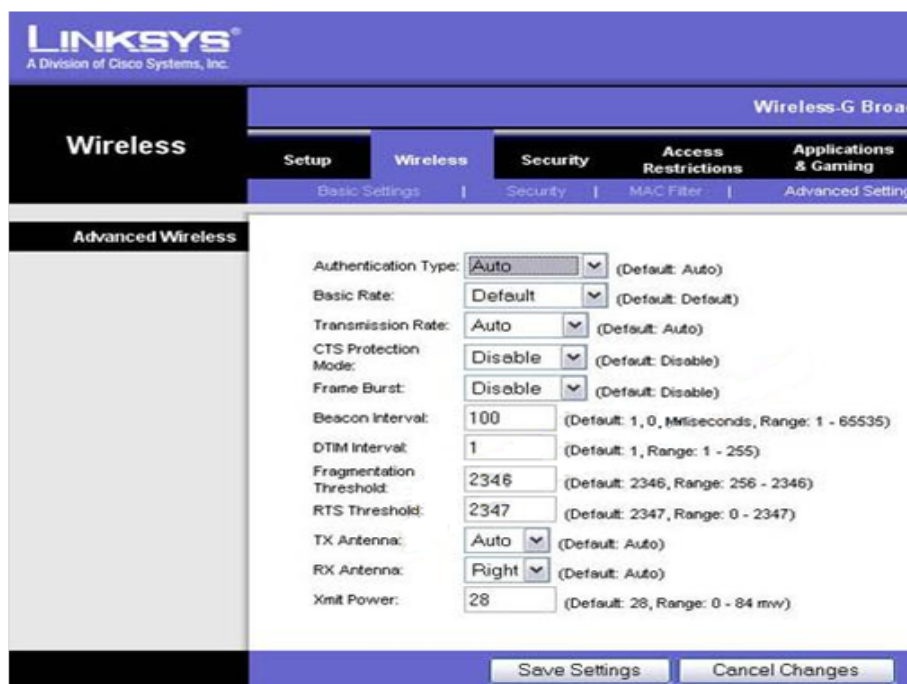 LINKSYS®
A Division of Cisco Systems, Inc.
Wireless-G Broa
Wireless
Setup Wireless Security Access Restrictions Applications & Gaming
Basic Settings | Security | MAC Filter | Advanced Setting
Advanced Wireless
Authentication Type: Auto (Default: Auto)
Basic Rate: Default (Default: Default)
Transmission Rate: Auto (Default: Auto)
CTS Protection Mode: Disable (Default: Disable)
Frame Burst: Disable (Default: Disable)
Beacon Interval: 100 (Default: 1, 0, Milliseconds, Range: 1 - 65535)
DTIM Interval: 1 (Default: 1, Range: 1 - 255)
Fragmentation Threshold: 2346 (Default: 2346, Range: 256 - 2346)
RTS Threshold: 2347 (Default: 2347, Range: 0 - 2347)
TX Antenna: Auto (Default: Auto)
RX Antenna: Right (Default: Auto)
Xmit Power: 28 (Default: 28, Range: 0 - 84 mw)
Save Settings Cancel Changes